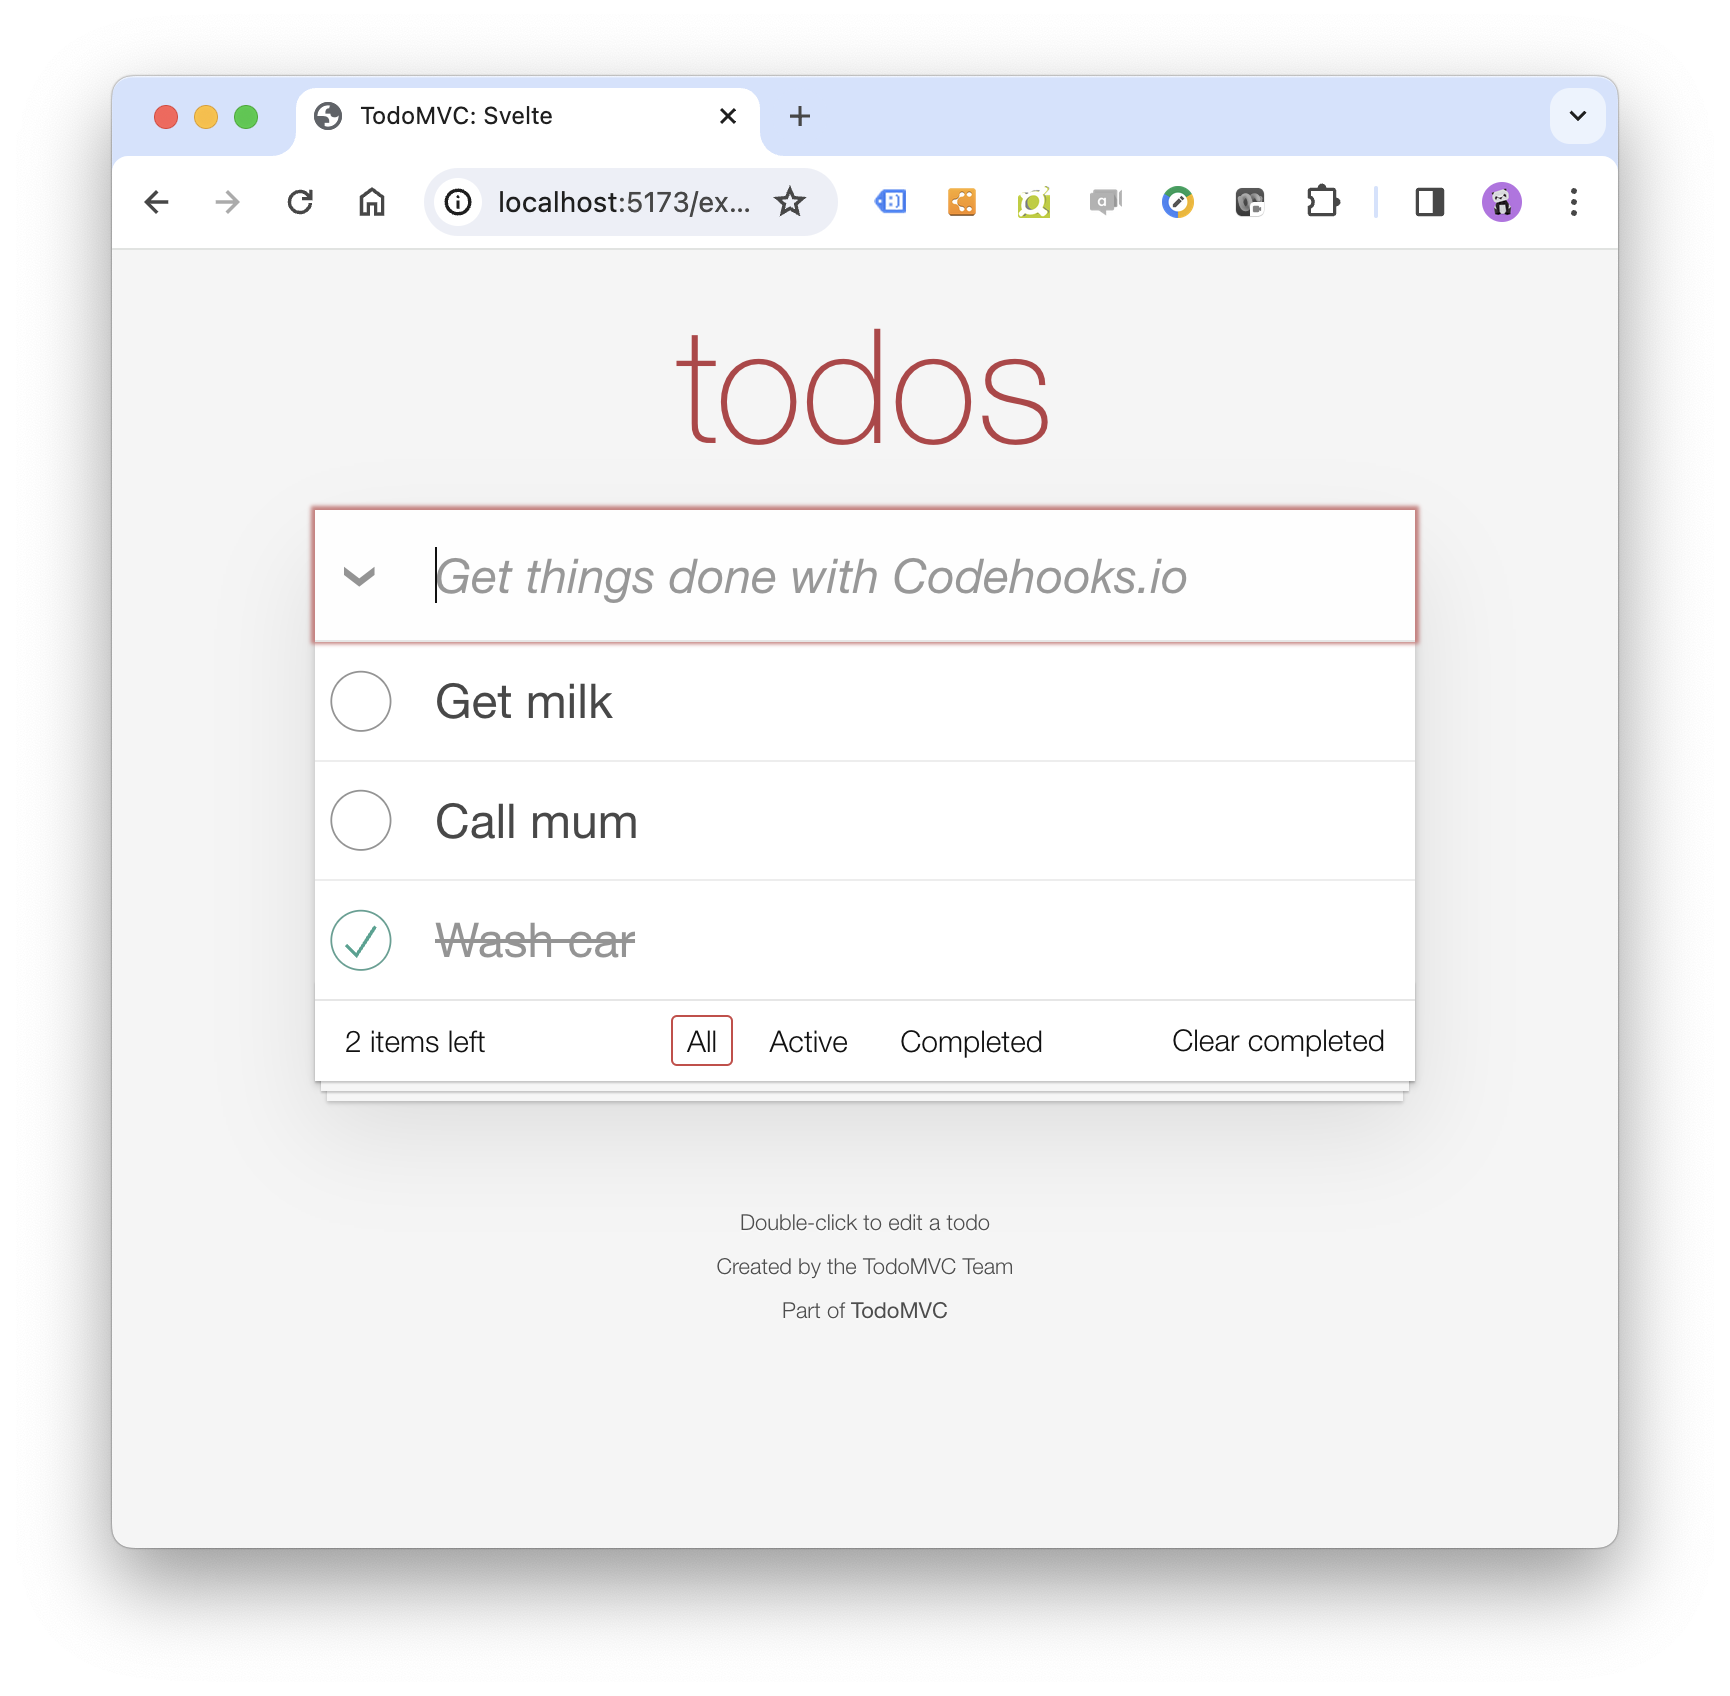 TodoMVC: Svelte
localhost:5173/ex...
todos
Get things done with Codehooks.io
Get milk
Call mum
Wash car
2 items left All Active Completed Clear completed
Double-click to edit a todo
Created by the TodoMVC Team
Part of TodoMVC